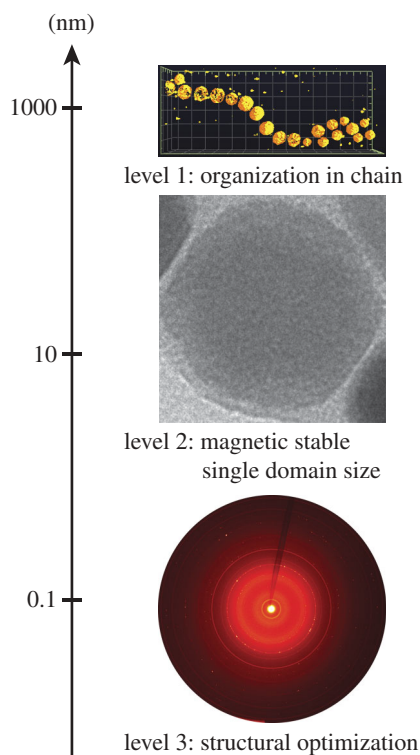 (nm)
1000
level 1: organization in chain
10
level 2: magnetic stable
single domain size
0.1
level 3: structural optimization